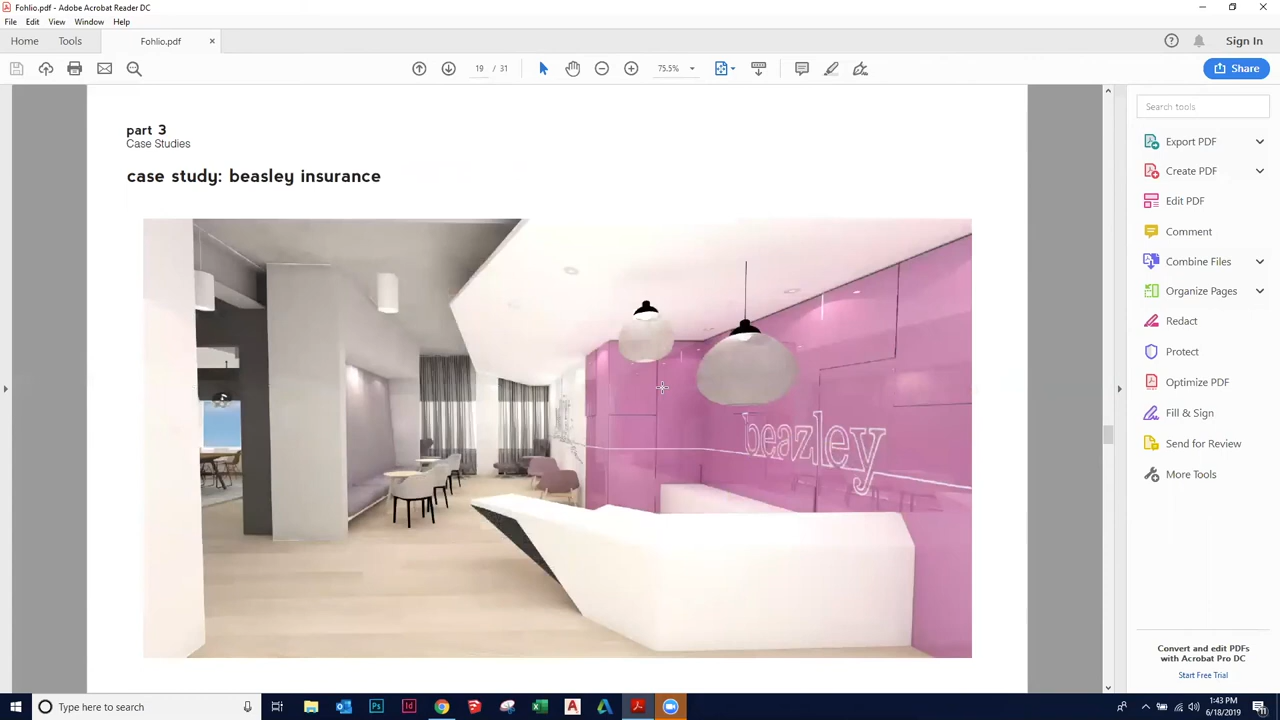 Fohlio.pdf - Adobe Acrobat Reader DC
File Edit View Window Help
Home Tools Fohlio.pdf × Sign In
19 / 31 75.5% Share
part 3
Case Studies
case study: beasley insurance
beazley
Search tools
Export PDF
Create PDF
Edit PDF
Comment
Combine Files
Organize Pages
Redact
Protect
Optimize PDF
Fill & Sign
Send for Review
More Tools
Convert and edit PDFs
with Acrobat Pro DC
Start Free Trial
Type here to search
1:43 PM
6/18/2019